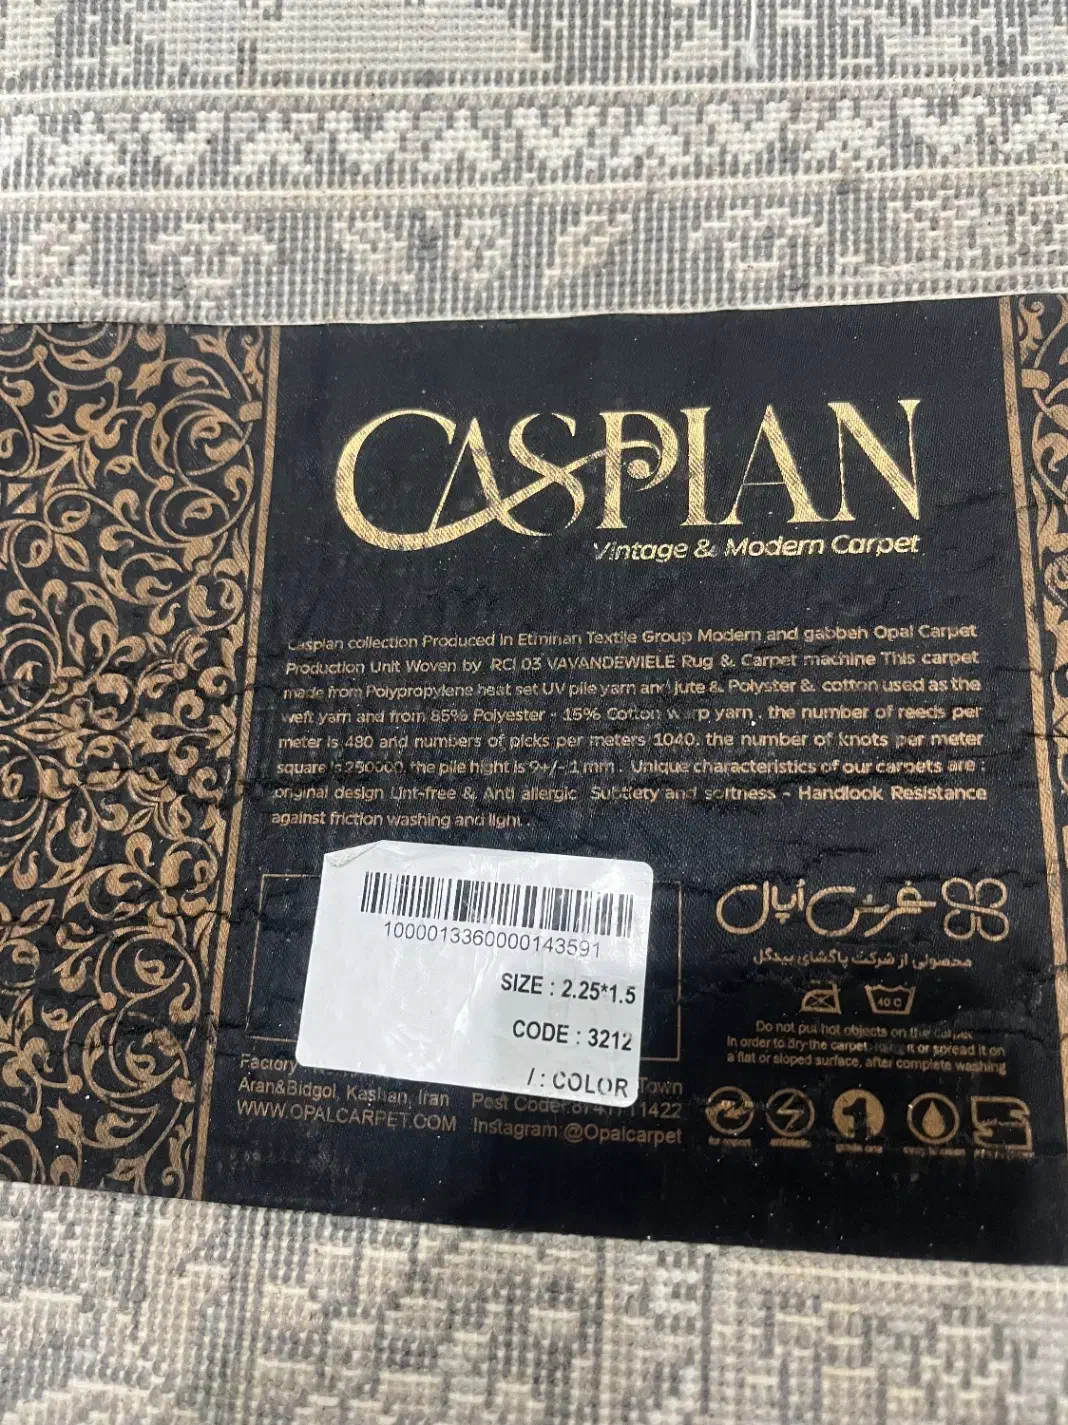 CASPIAN
Vintage & Modern Carpet
Caspian collection Produced in Etminan Textile Group Modern and gabbeh Opal Carpet
Production Unit Woven by RCI 03 VAVANDEWIELE Rug & Carpet machine This carpet
made from Polypropylene heat set UV pile yarn and jute & Polyster & cotton used as the
weft yarn and from 85% Polyester - 15% Cotton warp yarn . the number of reeds per
meter is 480 and numbers of picks per meters 1040. the number of knots per meter
square is 250000. the pile hight is 9+/- 1 mm . Unique characteristics of our carpets are :
original design Lint-free & Anti allergic Subtlety and softness - Handlook Resistance
against friction washing and light .
1000013360000143591
SIZE : 2.25*1.5
CODE : 3212
/ : COLOR
فرش اُپال
محصولی از شرکت پاگشای بیدگل
40 C
Do not put hot objects on the carpet
In order to dry the carpet it or spread it on
a flat or sloped surface, after complete washing
Factory Town
Aran&Bidgol, Kashan, Iran Post Code: 11422
WWW.OPALCARPET.COM Instagram:@Opalcarpet
for export antistatic